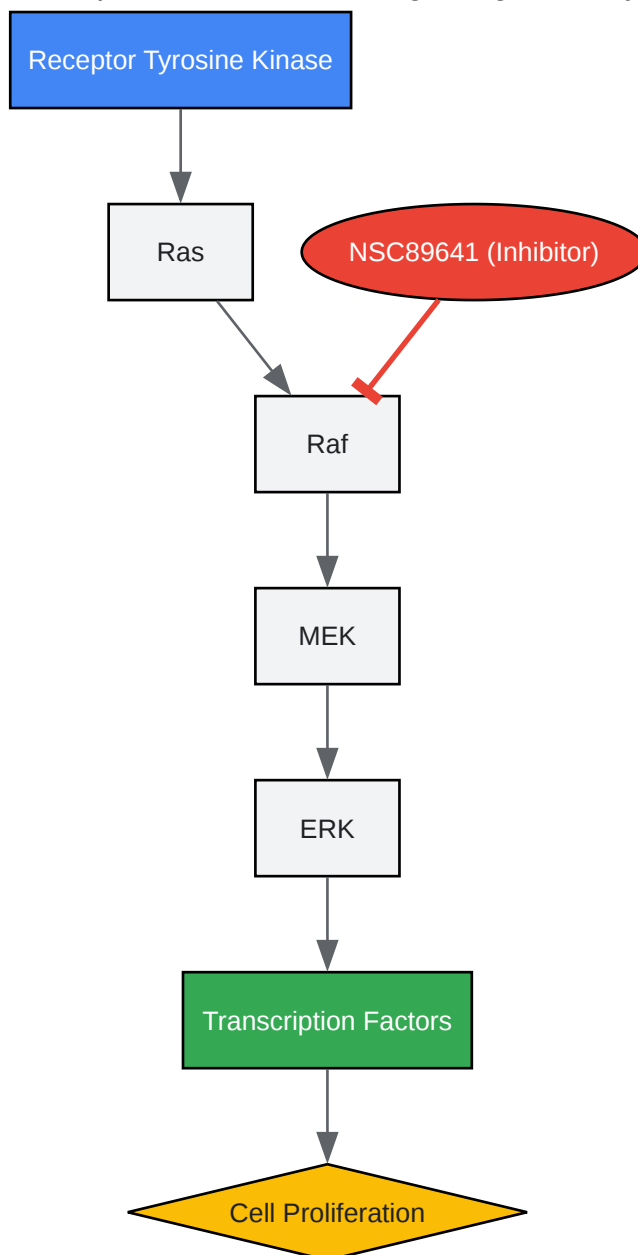 Receptor Tyrosine Kinase
Ras
NSC89641 (Inhibitor)
Raf
MEK
ERK
Transcription Factors
Cell Proliferation